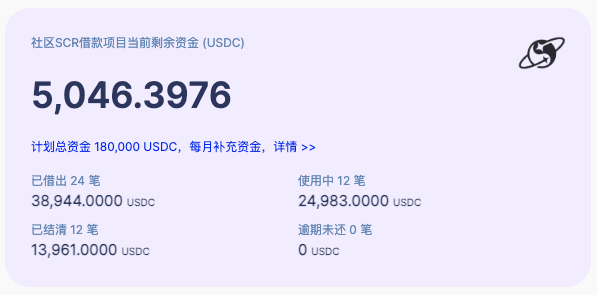 社区SCR借款项目当前剩余资金 (USDC)
5,046.3976
计划总资金 180,000 USDC，每月补充资金，详情 >>
已借出 24 笔
38,944.0000 USDC
使用中 12 笔
24,983.0000 USDC
已结清 12 笔
13,961.0000 USDC
逾期未还 0 笔
0 USDC